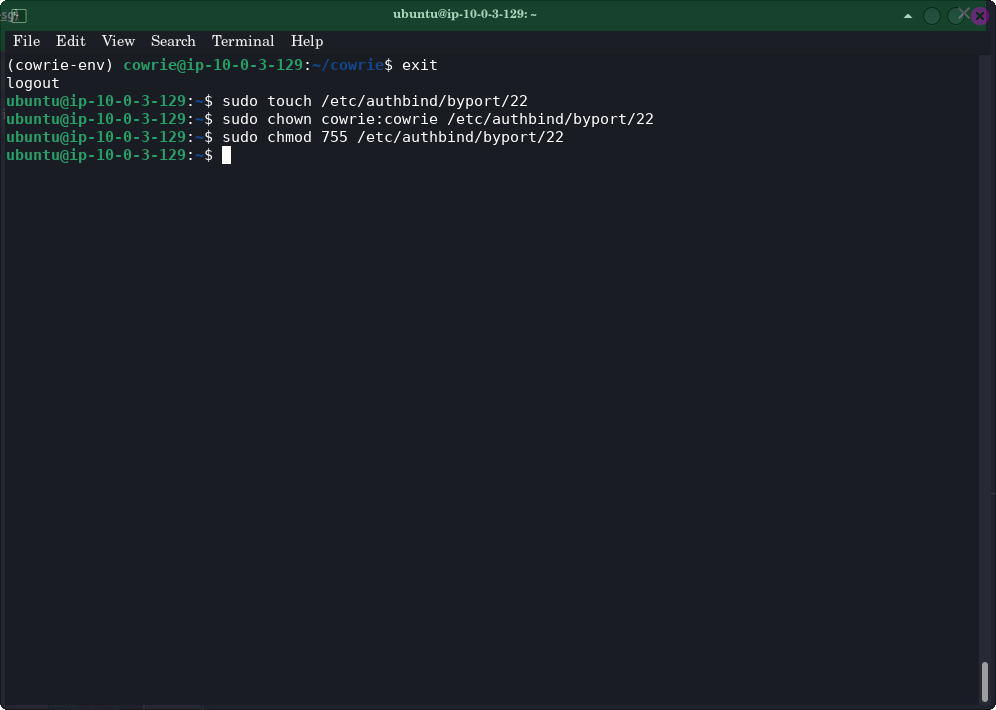 ubuntu@ip-10-0-3-129: ~
File Edit View Search Terminal Help
(cowrie-env) cowrie@ip-10-0-3-129:~/cowrie$ exit
logout
ubuntu@ip-10-0-3-129:~$ sudo touch /etc/authbind/byport/22
ubuntu@ip-10-0-3-129:~$ sudo chown cowrie:cowrie /etc/authbind/byport/22
ubuntu@ip-10-0-3-129:~$ sudo chmod 755 /etc/authbind/byport/22
ubuntu@ip-10-0-3-129:~$